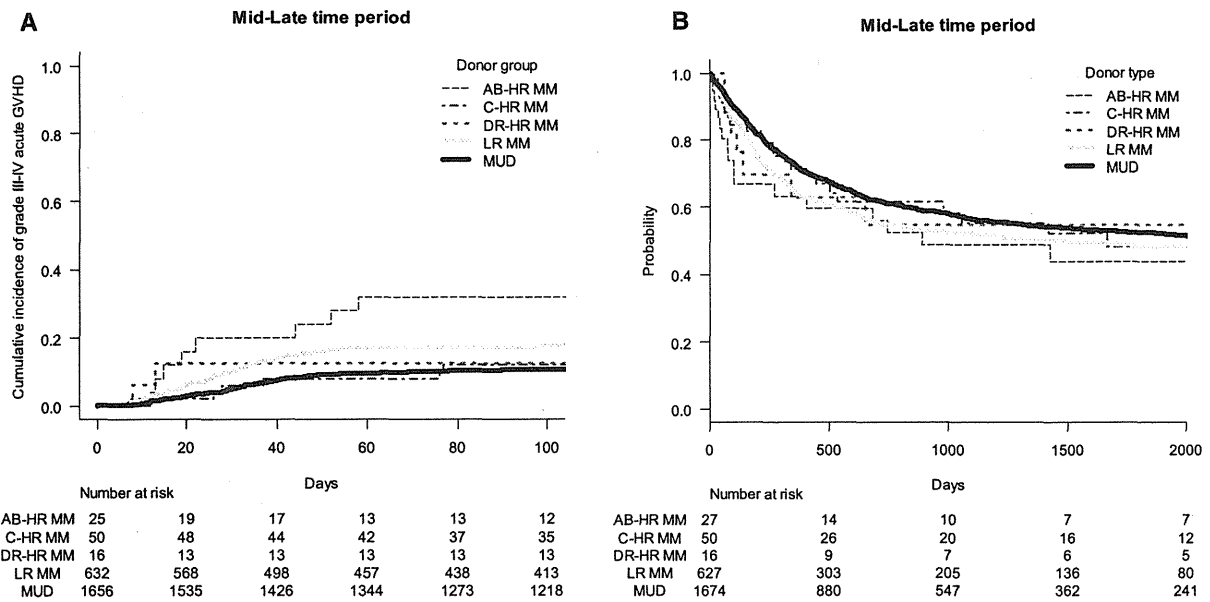 A
Mid-Late time period
Cumulative incidence of grade III-IV acute GVHD
1.0
0.8
0.6
0.4
0.2
0.0
Donor group
AB-HR MM
C-HR MM
DR-HR MM
LR MM
MUD
0 20 40 60 80 100
Days
Number at risk
AB-HR MM 25 19 17 13 13 12
C-HR MM 50 48 44 42 37 35
DR-HR MM 16 13 13 13 13 13
LR MM 632 568 498 457 438 413
MUD 1656 1535 1426 1344 1273 1218
B
Mid-Late time period
Probability
1.0
0.8
0.6
0.4
0.2
0.0
Donor type
AB-HR MM
C-HR MM
DR-HR MM
LR MM
MUD
0 500 1000 1500 2000
Days
Number at risk
AB-HR MM 27 14 10 7 7
C-HR MM 50 26 20 16 12
DR-HR MM 16 9 7 6 5
LR MM 627 303 205 136 80
MUD 1674 880 547 362 241